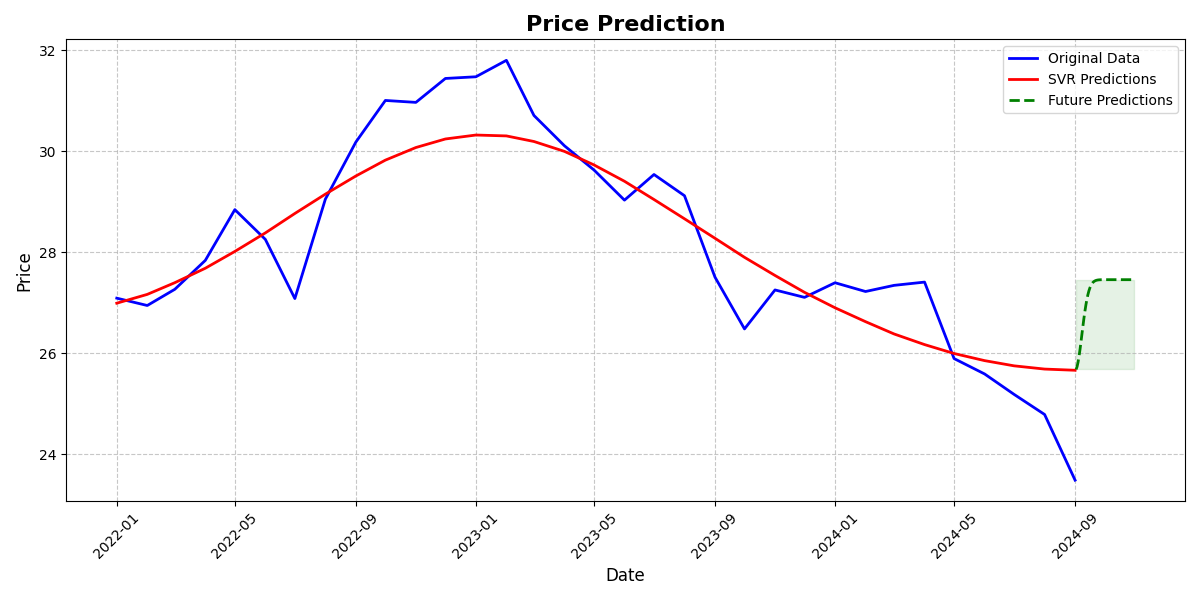 Price Prediction
Original Data
SVR Predictions
Future Predictions
Price
32
30
28
26
24
2022-01
2022-05
2022-09
2023-01
2023-05
2023-09
2024-01
2024-05
2024-09
Date